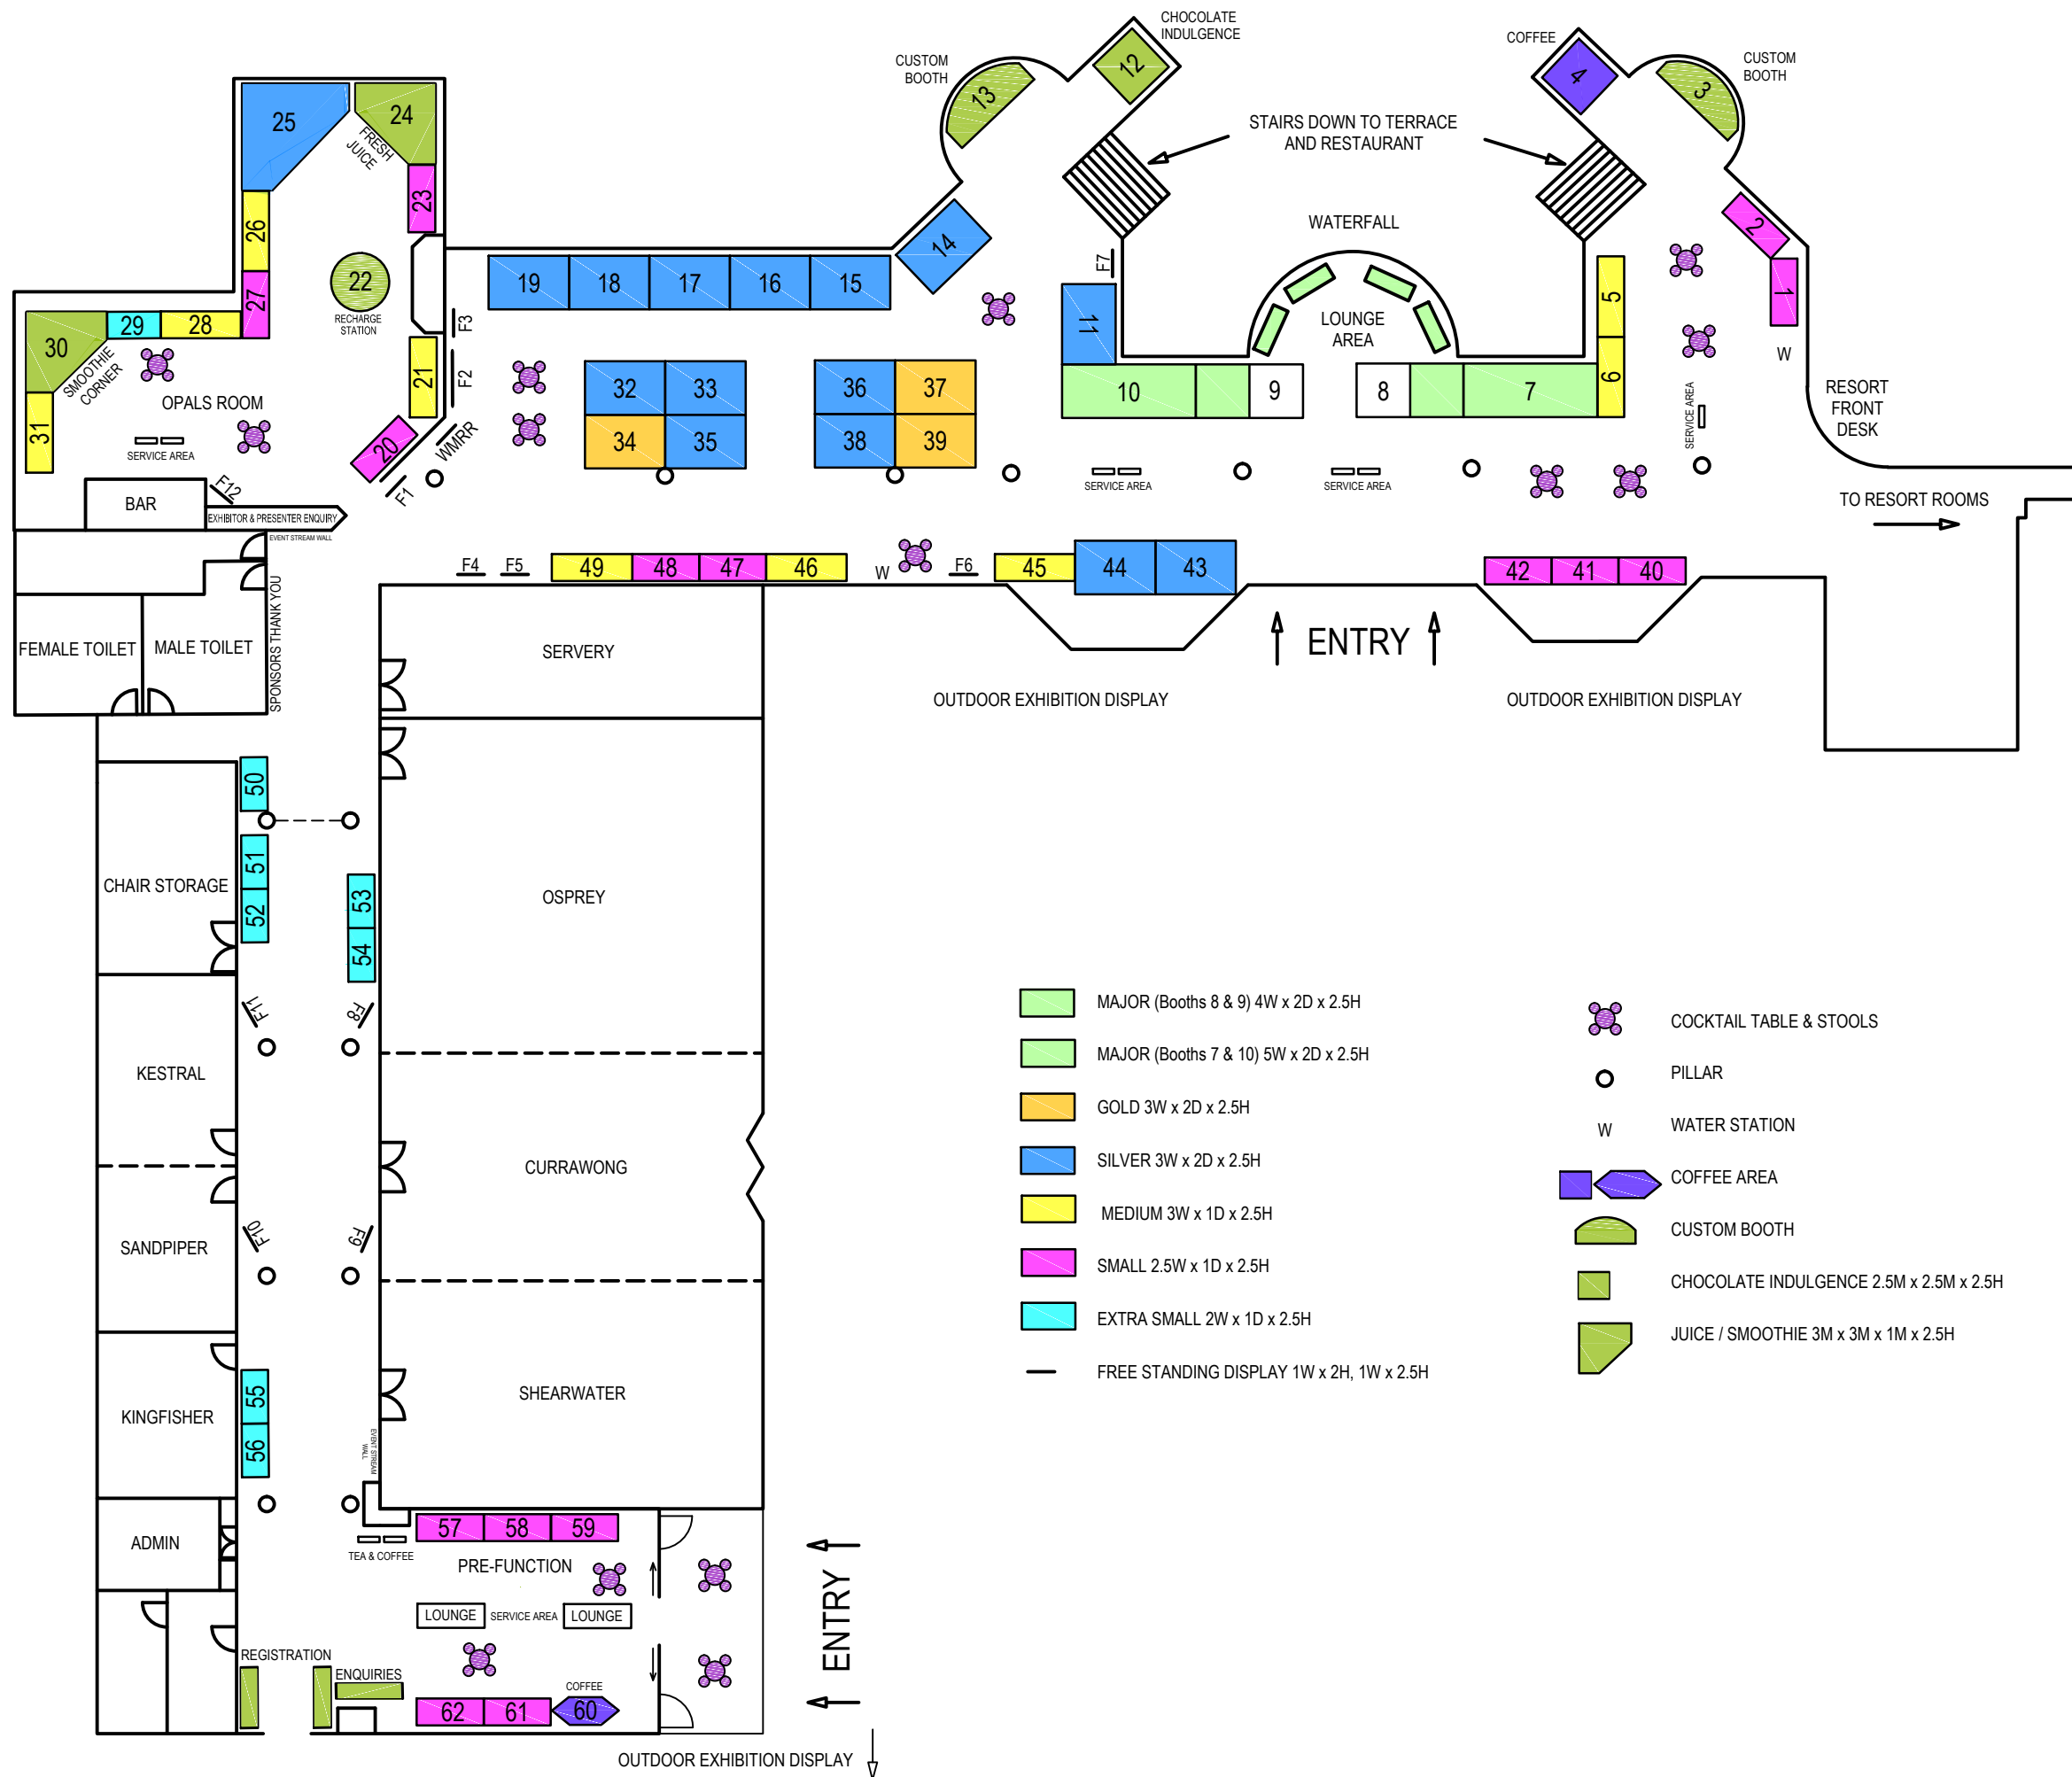 CHOCOLATE
INDULGENCE
12
CUSTOM
BOOTH
13
COFFEE
4
CUSTOM
BOOTH
3
STAIRS DOWN TO TERRACE
AND RESTAURANT
WATERFALL
LOUNGE
AREA
25
24
FRESH
JUICE
23
26
27
22
RECHARGE
STATION
29
28
30
SMOOTHIE
CORNER
31
OPALS ROOM
SERVICE AREA
21
20
F3
F2
WMRR
F1
19
18
17
16
15
14
F7
11
10
9
8
7
5
6
2
1
W
SERVICE AREA
RESORT
FRONT
DESK
TO RESORT ROOMS
32
33
34
35
36
37
38
39
SERVICE AREA
SERVICE AREA
BAR
F12
EXHIBITOR & PRESENTER ENQUIRY
EVENT STREAM WALL
SPONSORS THANK YOU
FEMALE TOILET
MALE TOILET
F4
F5
49
48
47
46
W
F6
45
44
43
42
41
40
ENTRY
OUTDOOR EXHIBITION DISPLAY
OUTDOOR EXHIBITION DISPLAY
SERVERY
OSPREY
CURRAWONG
SHEARWATER
50
51
52
53
54
CHAIR STORAGE
F11
F8
KESTRAL
F10
F9
SANDPIPER
KINGFISHER
55
56
EVENT STREAM
WALL
ADMIN
TEA & COFFEE
57
58
59
PRE-FUNCTION
LOUNGE
SERVICE AREA
LOUNGE
REGISTRATION
ENQUIRIES
COFFEE
62
61
60
ENTRY
OUTDOOR EXHIBITION DISPLAY
MAJOR (Booths 8 & 9) 4W x 2D x 2.5H
MAJOR (Booths 7 & 10) 5W x 2D x 2.5H
GOLD 3W x 2D x 2.5H
SILVER 3W x 2D x 2.5H
MEDIUM 3W x 1D x 2.5H
SMALL 2.5W x 1D x 2.5H
EXTRA SMALL 2W x 1D x 2.5H
FREE STANDING DISPLAY 1W x 2H, 1W x 2.5H
COCKTAIL TABLE & STOOLS
PILLAR
W
WATER STATION
COFFEE AREA
CUSTOM BOOTH
CHOCOLATE INDULGENCE 2.5M x 2.5M x 2.5H
JUICE / SMOOTHIE 3M x 3M x 1M x 2.5H